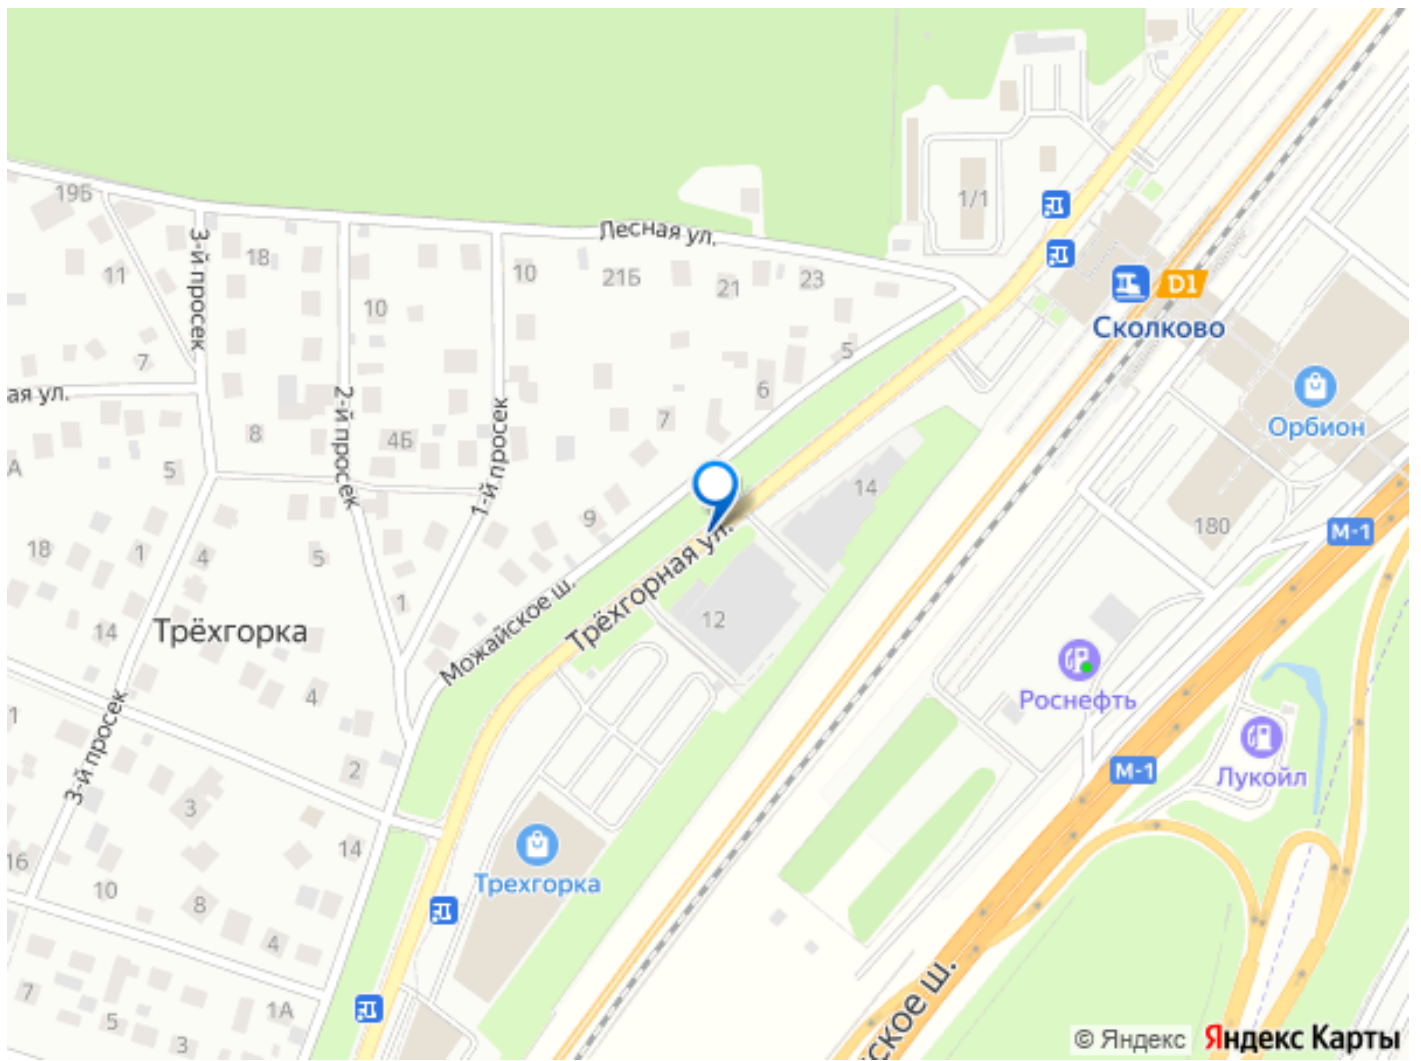 19Б
3-й просек
18
11
10
7
ая ул.
2-й просек
8
4Б
1-й просек
10
21Б
Лесная ул.
21
23
5
6
7
1/1
D1
Сколково
Орбион
180
М-1
14
9
Трёхгорная ул.
12
Можайское ш.
А
5
18
1
4
5
1
14
Трёхгорка
4
1
3-й просек
2
3
14
16
10
8
4
7
5
3
1А
Трехгорка
Роснефть
Лукойл
М-1
ское ш.
© Яндекс
Яндекс Карты